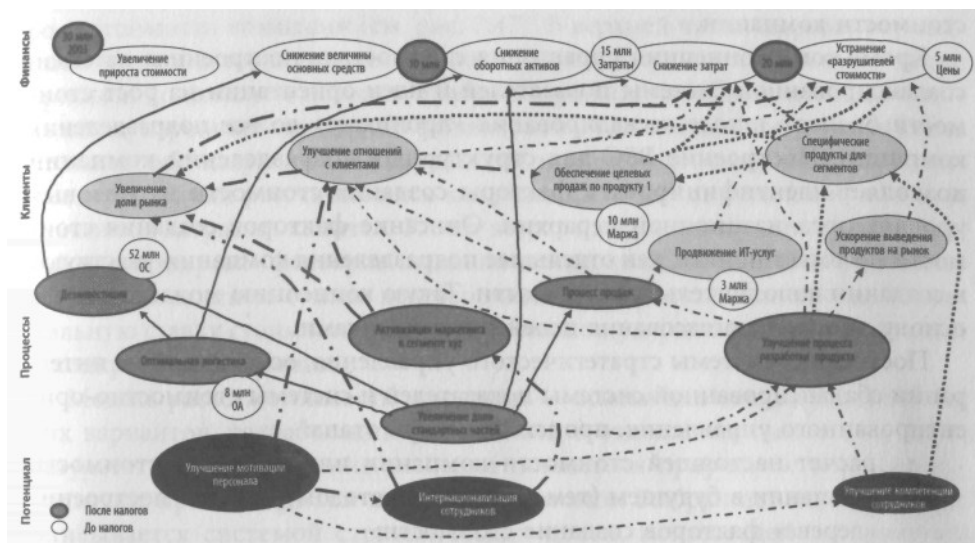 Финансы
Клиенты
Процессы
Потенциал
30 млн
2003
Увеличение
прироста стоимости
Снижение величины
основных средств
10 млн
Снижение
оборотных активов
15 млн
Затраты
Снижение затрат
20 млн
Устранение
«разрушителей
стоимости»
5 млн
Цены
Увеличение
доли рынка
Улучшение отношений
с клиентами
Обеспечение целевых
продаж по продукту 1
Специфические
продукты для
сегментов
52 млн
ОС
10 млн
Маржа
Продвижение ИТ-услуг
3 млн
Маржа
Ускорение выведения
продуктов на рынок
Дезинвестиции
Оптимальная логистика
8 млн
ОА
Активизация маркетинга
в сегменте
Процесс продаж
Улучшение процесса
разработки продукта
Увеличение доли
стандартных частей
Улучшение мотивации
персонала
Интернационализация
сотрудников
Улучшение компетенции
сотрудников
После налогов
До налогов